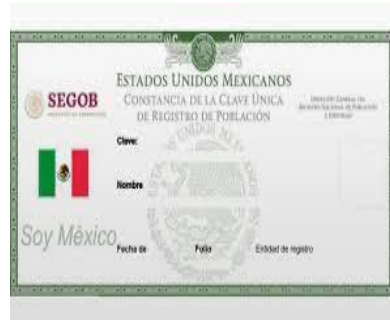 ESTADOS UNIDOS MEXICANOS
SEGOB
CONSTANCIA DE LA CLAVE ÚNICA
DE REGISTRO DE POBLACIÓN
Clave:
Nombre
Soy México
Fecha de
Folio
Entidad de registro